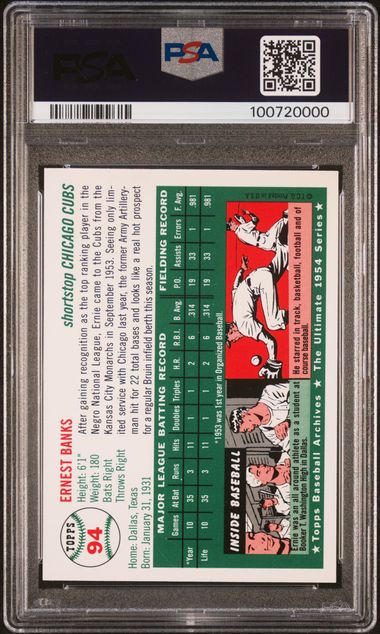 PSA
PSA
100720000
TOPPS
94
ERNEST BANKS
shortstop CHICAGO CUBS
Height: 6'1"
Weight: 180
Bats Right
Throws Right
Home: Dallas, Texas
Born: January 31, 1931
After gaining recognition as the top ranking player in the
Negro National League, Ernie came to the Cubs from the
Kansas City Monarchs in September 1953. Seeing only lim-
ited service with Chicago last year, the former Army Artillery-
man hit for 22 total bases and looks like a real hot prospect
for a regular Bruin infield berth this season.
MAJOR LEAGUE BATTING RECORD FIELDING RECORD
Games At Bat Runs Hits Doubles Triples H.R. R.B.I. B. Avg. P.O. Assists Errors F. Avg.
*Year 10 35 3 11 1 1 2 6 .314 19 33 1 .981
Life 10 35 3 11 1 1 2 6 .314 19 33 1 .981
*1953 was 1st year in Organized Baseball.
INSIDE BASEBALL
Ernie was an all around athlete as a student at
Booker T. Washington High in Dallas.
He starred in track, basketball, football and of
course baseball.
© T.C.G. Printed in U.S.A.
★ Topps Baseball Archives ★ The Ultimate 1954 Series ★